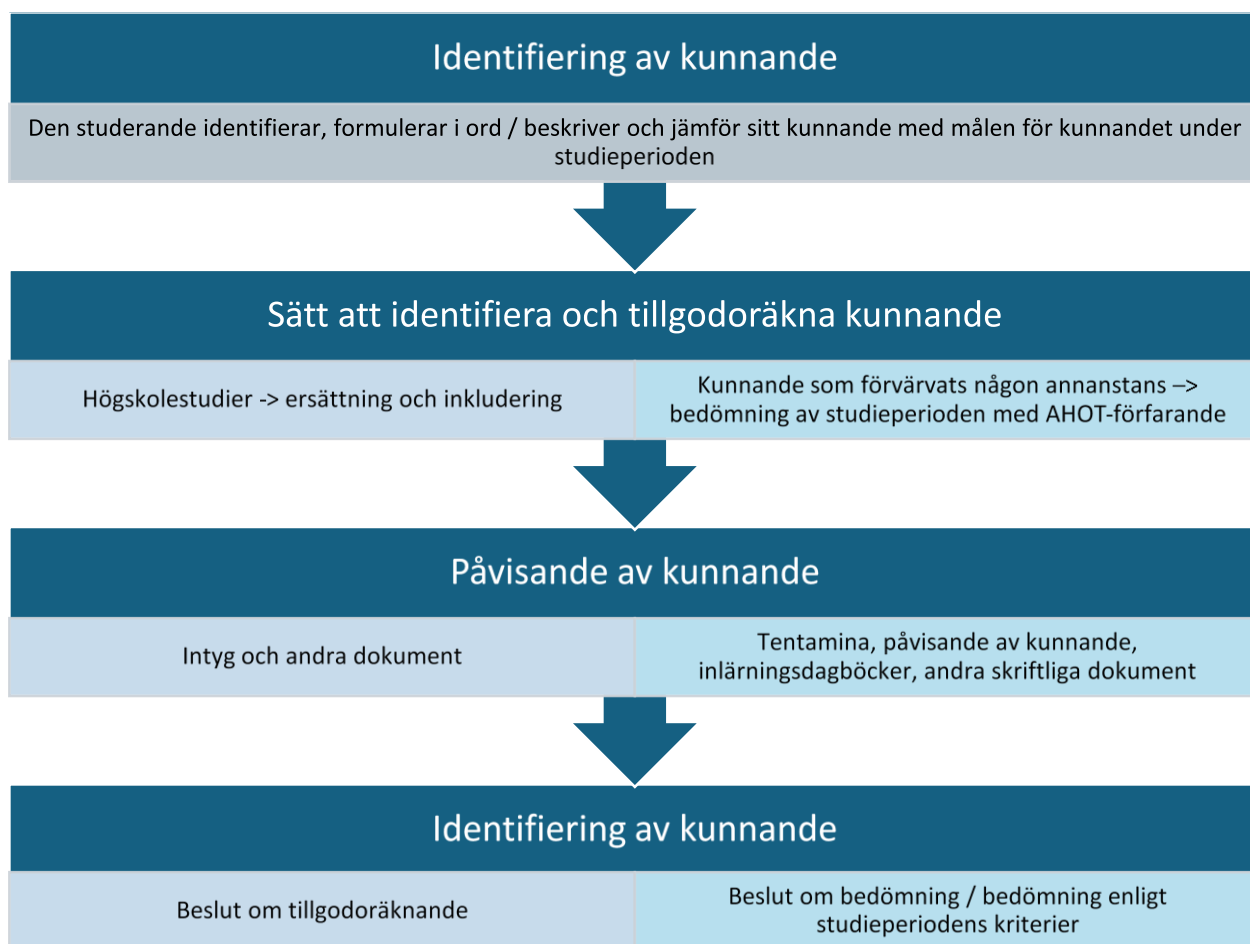 Identifiering av kunnande
Den studerande identifierar, formulerar i ord / beskriver och jämför sitt kunnande med målen för kunnandet under
studieperioden
Sätt att identifiera och tillgodoräkna kunnande
Högskolestudier -> ersättning och inkludering
Kunnande som förvärvats någon annanstans –>
bedömning av studieperioden med AHOT-förfarande
Påvisande av kunnande
Intyg och andra dokument
Tentamina, påvisande av kunnande,
inlärningsdagböcker, andra skriftliga dokument
Identifiering av kunnande
Beslut om tillgodoräknande
Beslut om bedömning / bedömning enligt
studieperiodens kriterier